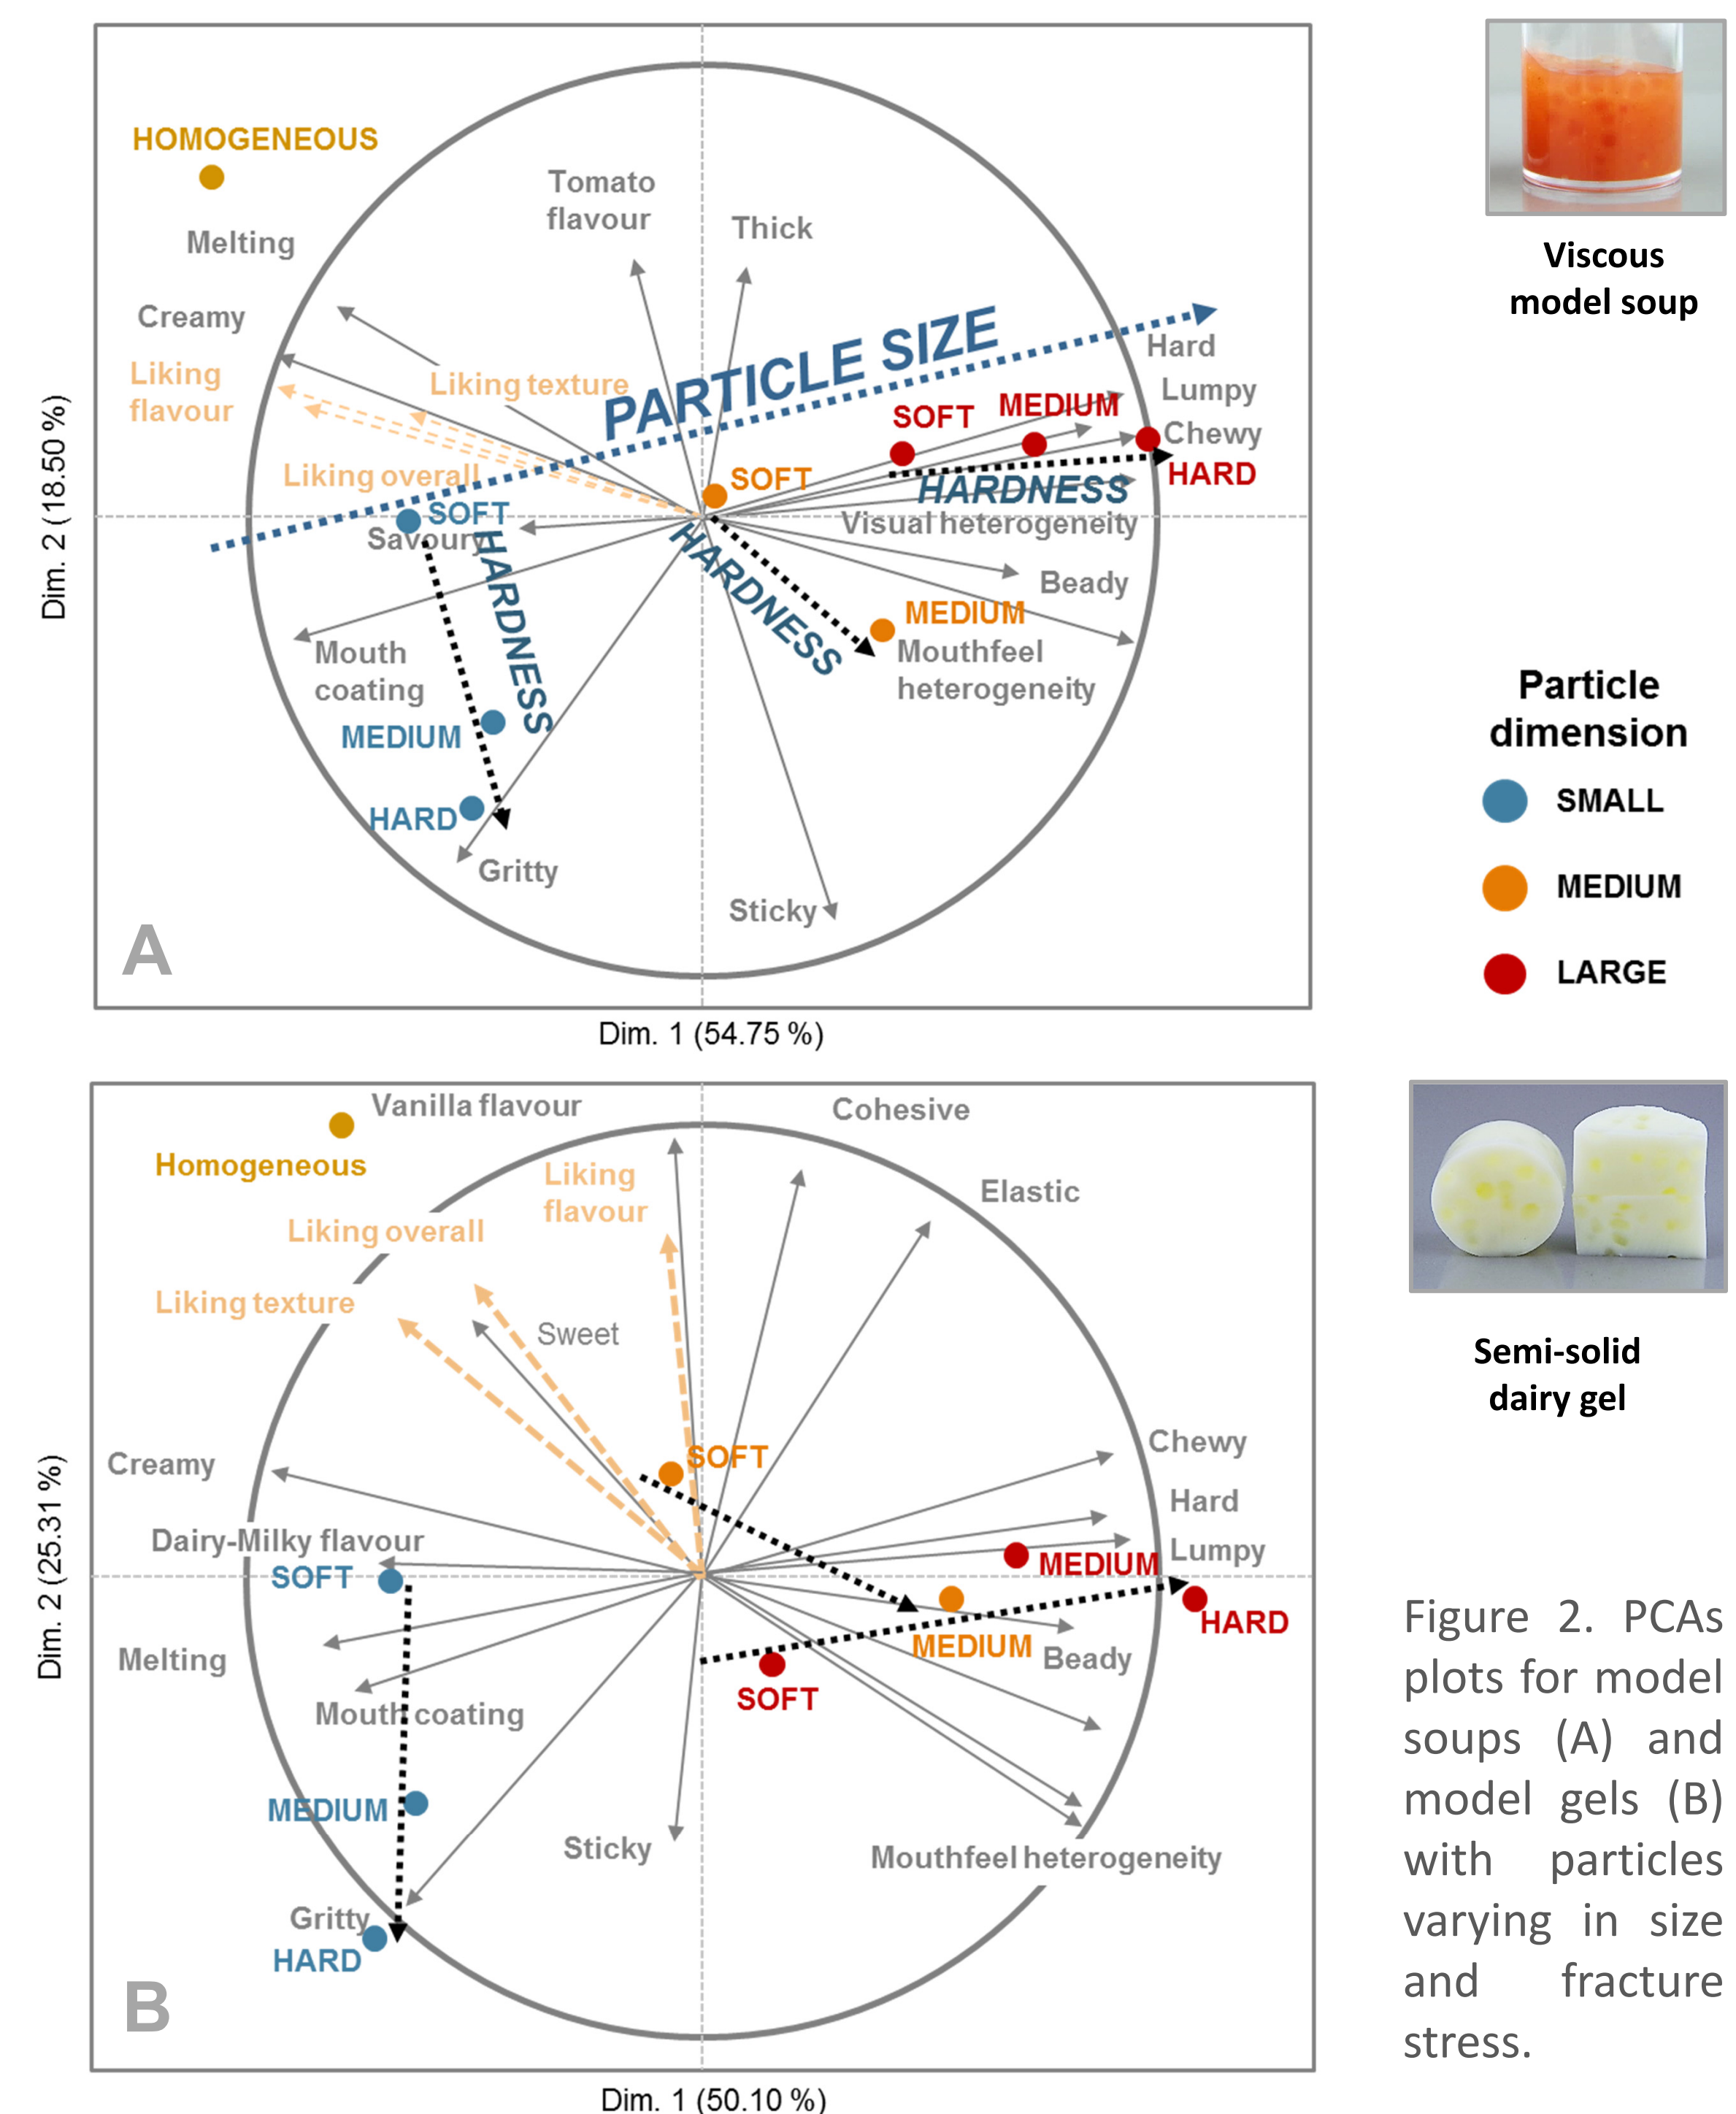 HOMOGENEOUS
Melting
Creamy
Liking
flavour
Tomato
flavour
Thick
Liking texture
PARTICLE SIZE
Hard
Lumpy
Chewy
SOFT
MEDIUM
HARD
HARDNESS
Visual heterogeneity
Liking overall
SOFT
Savoury
HARDNESS
SOFT
HARDNESS
Beady
MEDIUM
Mouthfeel
heterogeneity
Mouth
coating
MEDIUM
HARD
Gritty
Sticky
A
Dim. 2 (18.50 %)
Dim. 1 (54.75 %)
Viscous
model soup
Particle
dimension
SMALL
MEDIUM
LARGE
Vanilla flavour
Homogeneous
Cohesive
Liking
flavour
Elastic
Liking overall
Liking texture
Sweet
Creamy
SOFT
Chewy
Hard
Dairy-Milky flavour
Lumpy
SOFT
MEDIUM
HARD
MEDIUM
Beady
Melting
SOFT
Mouth coating
MEDIUM
Sticky
Mouthfeel heterogeneity
Gritty
HARD
B
Dim. 2 (25.31 %)
Dim. 1 (50.10 %)
Semi-solid
dairy gel
Figure 2. PCAs
plots for model
soups (A) and
model gels (B)
with particles
varying in size
and fracture
stress.